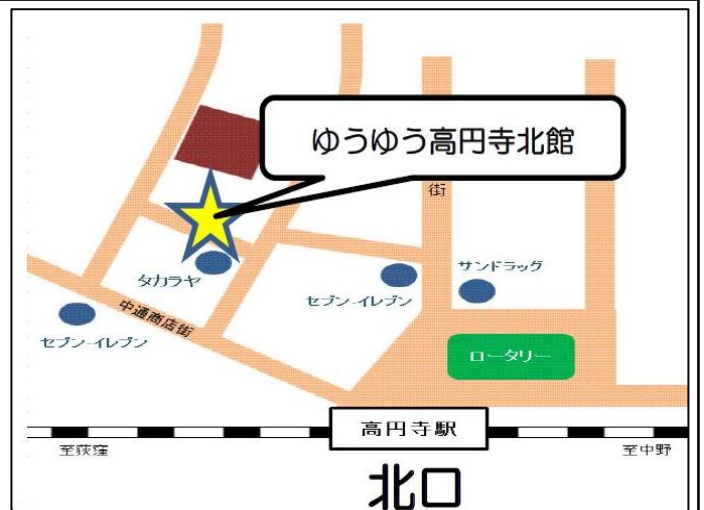 ゆうゆう高円寺北館
街
サンドラッグ
タカラヤ
セブン-イレブン
中通商店街
セブン-イレブン
ロータリー
高円寺駅
至荻窪
至中野
北口